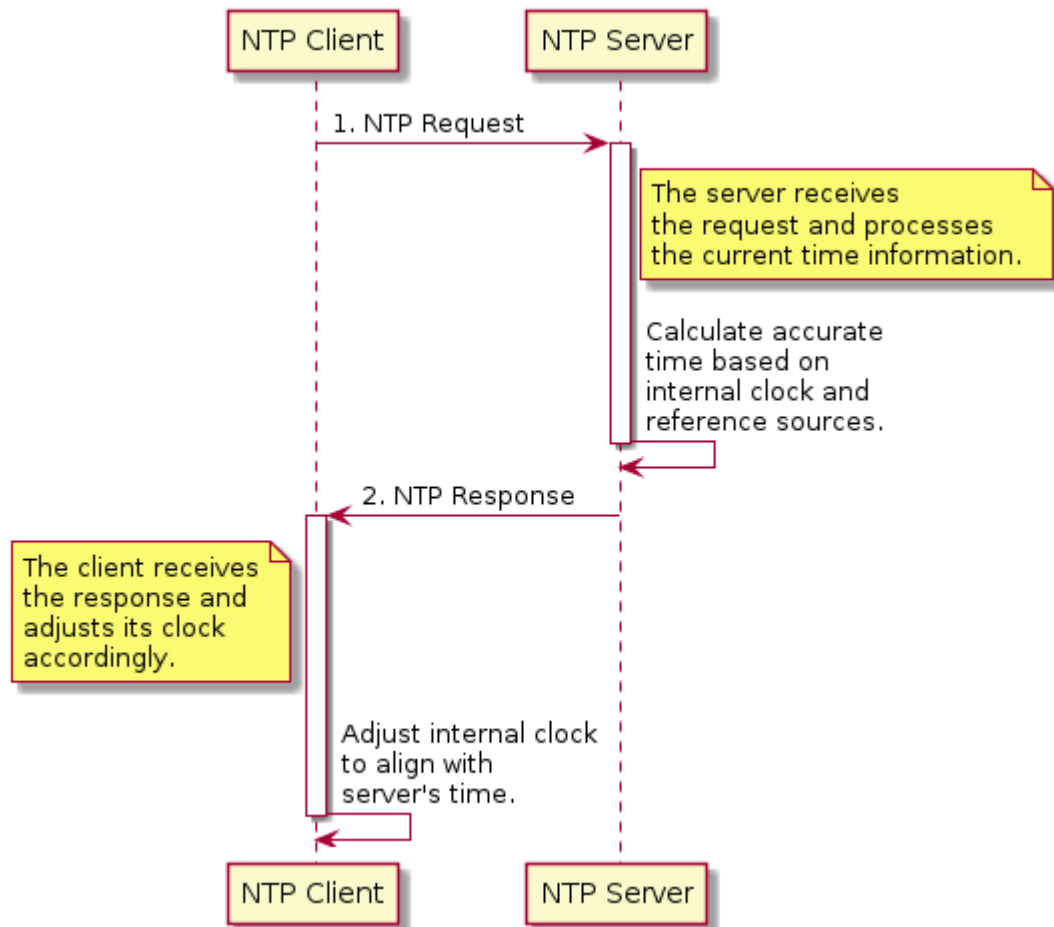 NTP Client
NTP Server
1. NTP Request
The server receives
the request and processes
the current time information.
Calculate accurate
time based on
internal clock and
reference sources.
2. NTP Response
The client receives
the response and
adjusts its clock
accordingly.
Adjust internal clock
to align with
server's time.
NTP Client
NTP Server